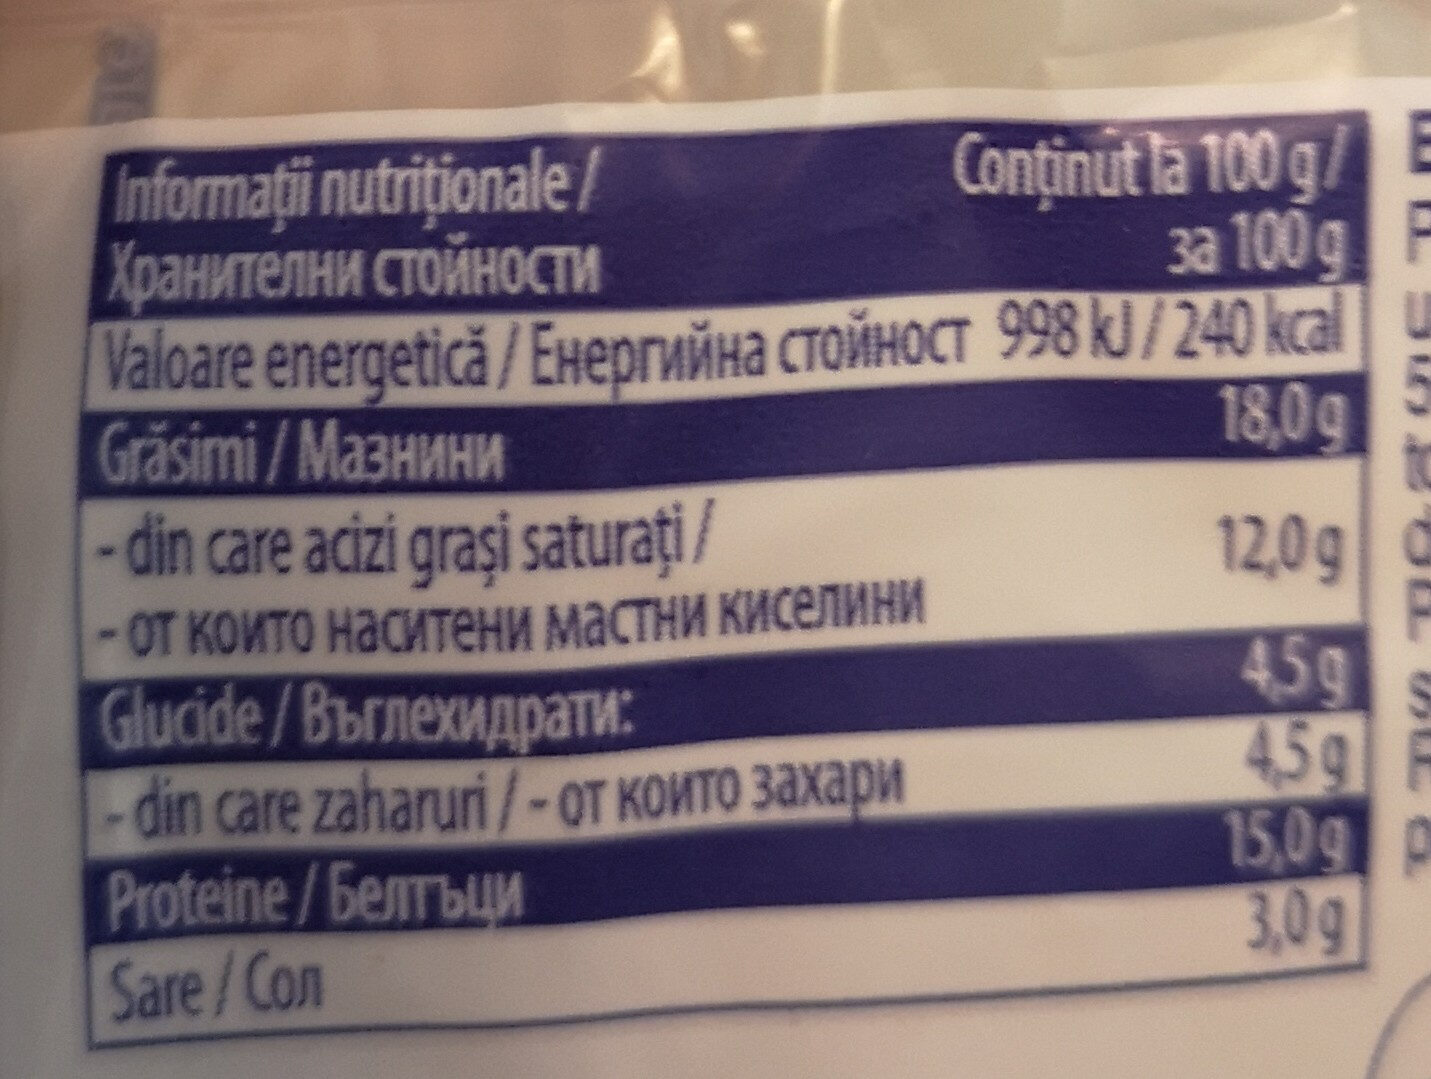 Informații nutriționale /
Хранителни стойности
Conținut la 100 g /
за 100 g
Valoare energetică / Енергийна стойност 998 kJ / 240 kcal
Grăsimi / Мазнини 18,0 g
- din care acizi grași saturați / 12,0 g
- от които наситени мастни киселини
Glucide / Въглехидрати: 4,5 g
- din care zaharuri / - от които захари 4,5 g
Proteine / Белтъци 15,0 g
Sare / Сол 3,0 g